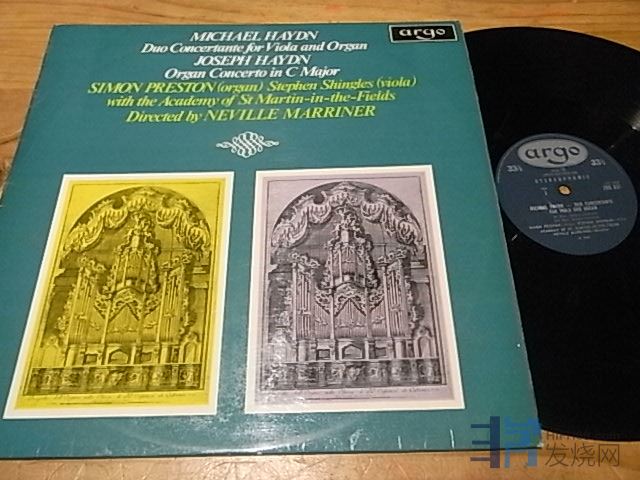 MICHAEL HAYDN
Duo Concertante for Viola and Organ
JOSEPH HAYDN
Organ Concerto in C Major
SIMON PRESTON (organ) Stephen Shingles (viola)
with the Academy of St Martin-in-the-Fields
Directed by NEVILLE MARRINER
argo
argo
33⅓
33⅓
STEREOPHONIC
发烧网